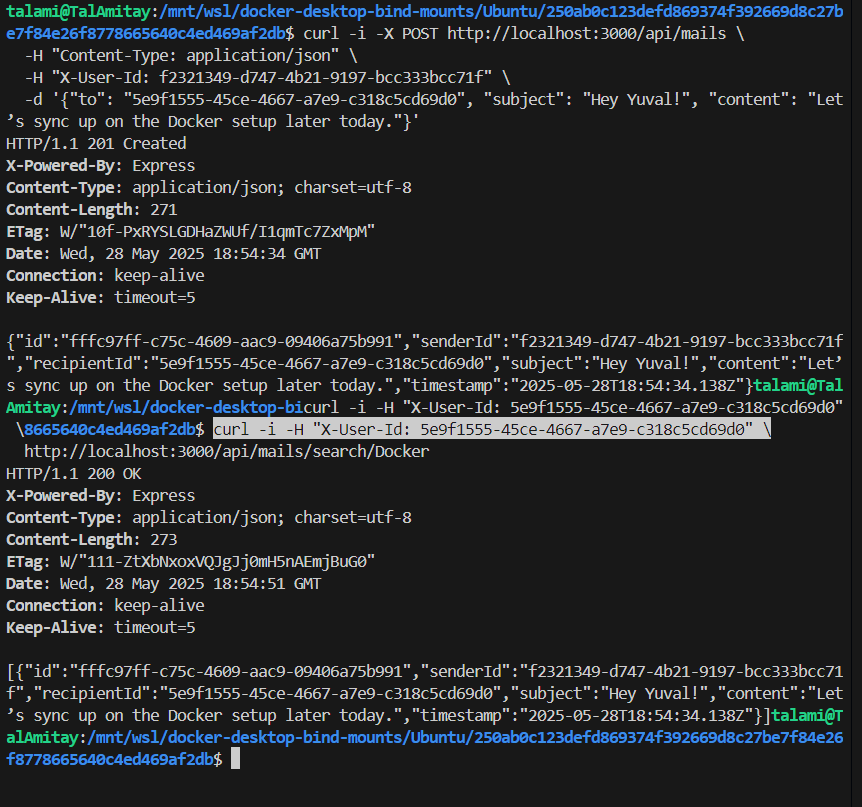 talami@TalAmitay:/mnt/wsl/docker-desktop-bind-mounts/Ubuntu/250ab0c123defd869374f392669d8c27b
e7f84e26f8778665640c4ed469af2db$ curl -i -X POST http://localhost:3000/api/mails \
  -H "Content-Type: application/json" \
  -H "X-User-Id: f2321349-d747-4b21-9197-bcc333bcc71f" \
  -d '{"to": "5e9f1555-45ce-4667-a7e9-c318c5cd69d0", "subject": "Hey Yuval!", "content": "Let
’s sync up on the Docker setup later today."}'
HTTP/1.1 201 Created
X-Powered-By: Express
Content-Type: application/json; charset=utf-8
Content-Length: 271
ETag: W/"10f-PxRYSLGDHaZWUf/I1qmTc7ZxMpM"
Date: Wed, 28 May 2025 18:54:34 GMT
Connection: keep-alive
Keep-Alive: timeout=5

{"id":"fffc97ff-c75c-4609-aac9-09406a75b991","senderId":"f2321349-d747-4b21-9197-bcc333bcc71f
","recipientId":"5e9f1555-45ce-4667-a7e9-c318c5cd69d0","subject":"Hey Yuval!","content":"Let’
s sync up on the Docker setup later today.","timestamp":"2025-05-28T18:54:34.138Z"}talami@Tal
Amitay:/mnt/wsl/docker-desktop-bicurl -i -H "X-User-Id: 5e9f1555-45ce-4667-a7e9-c318c5cd69d0"
 \8665640c4ed469af2db$ curl -i -H "X-User-Id: 5e9f1555-45ce-4667-a7e9-c318c5cd69d0" \
  http://localhost:3000/api/mails/search/Docker
HTTP/1.1 200 OK
X-Powered-By: Express
Content-Type: application/json; charset=utf-8
Content-Length: 273
ETag: W/"111-ZtXbNxoxVQJgJj0mH5nAEmjBuG0"
Date: Wed, 28 May 2025 18:54:51 GMT
Connection: keep-alive
Keep-Alive: timeout=5

[{"id":"fffc97ff-c75c-4609-aac9-09406a75b991","senderId":"f2321349-d747-4b21-9197-bcc333bcc71
f","recipientId":"5e9f1555-45ce-4667-a7e9-c318c5cd69d0","subject":"Hey Yuval!","content":"Let
’s sync up on the Docker setup later today.","timestamp":"2025-05-28T18:54:34.138Z"}]talami@T
alAmitay:/mnt/wsl/docker-desktop-bind-mounts/Ubuntu/250ab0c123defd869374f392669d8c27be7f84e26
f8778665640c4ed469af2db$